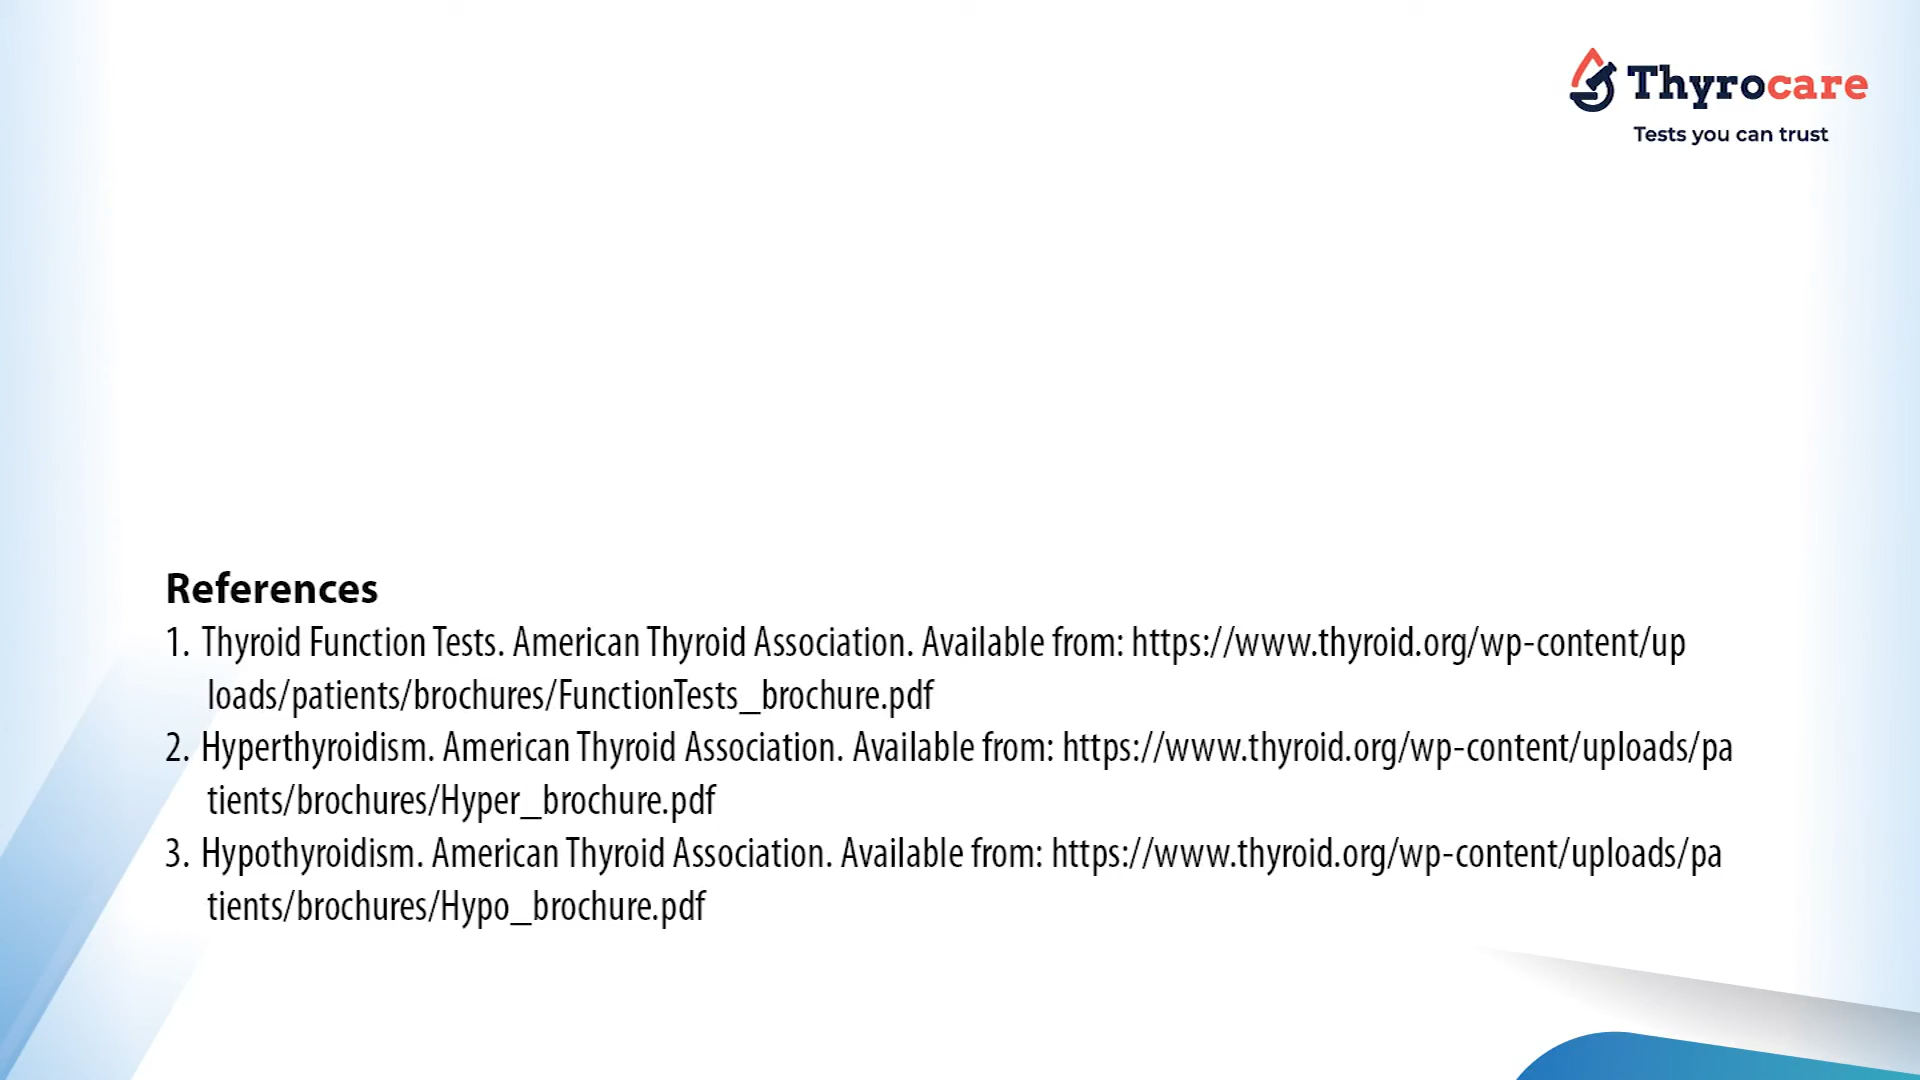 Thyrocare
Tests you can trust
References
1. Thyroid Function Tests. American Thyroid Association. Available from: https://www.thyroid.org/wp-content/up
loads/patients/brochures/FunctionTests_brochure.pdf
2. Hyperthyroidism. American Thyroid Association. Available from: https://www.thyroid.org/wp-content/uploads/pa
tients/brochures/Hyper_brochure.pdf
3. Hypothyroidism. American Thyroid Association. Available from: https://www.thyroid.org/wp-content/uploads/pa
tients/brochures/Hypo_brochure.pdf